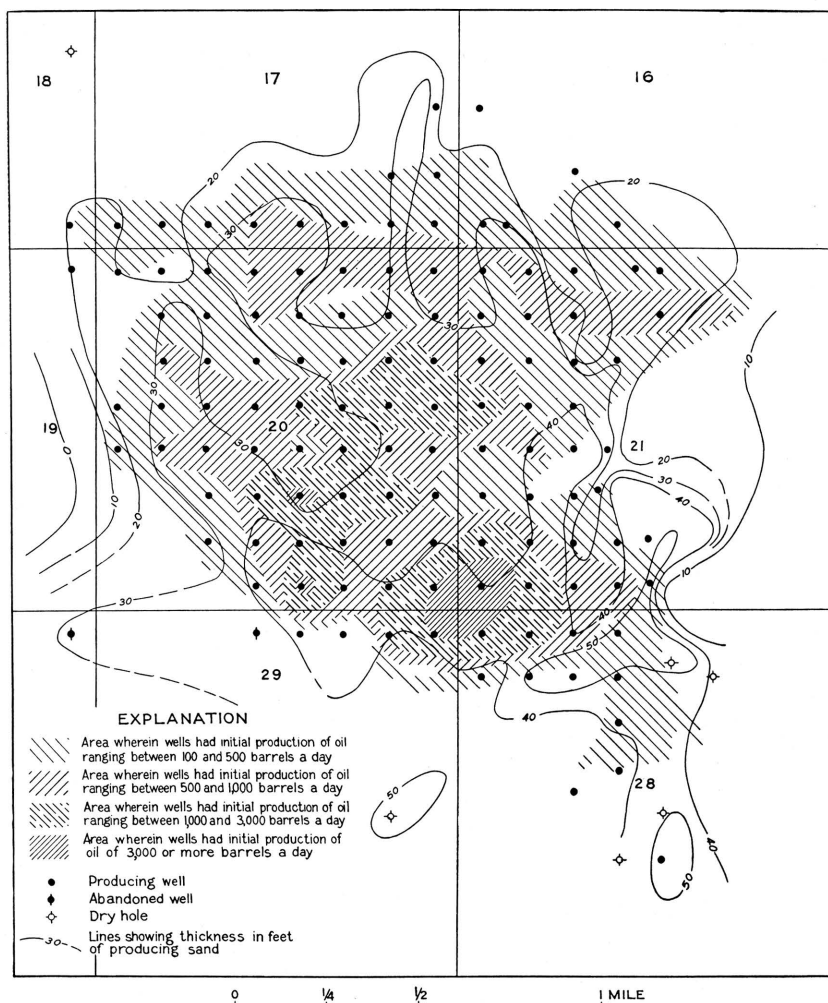 18
17
16
20
20
30
30
10
30
40
19
20
21
0
30
20
10
30
40
20
10
30
40
50
29
40
EXPLANATION
Area wherein wells had initial production of oil
ranging between 100 and 500 barrels a day
Area wherein wells had initial production of oil
ranging between 500 and 1,000 barrels a day
50
28
Area wherein wells had initial production of oil
ranging between 1,000 and 3,000 barrels a day
Area wherein wells had initial production of
oil of 3,000 or more barrels a day
40
50
Producing well
Abandoned well
Dry hole
30
Lines showing thickness in feet
of producing sand
0 1/4 1/2 1 MILE